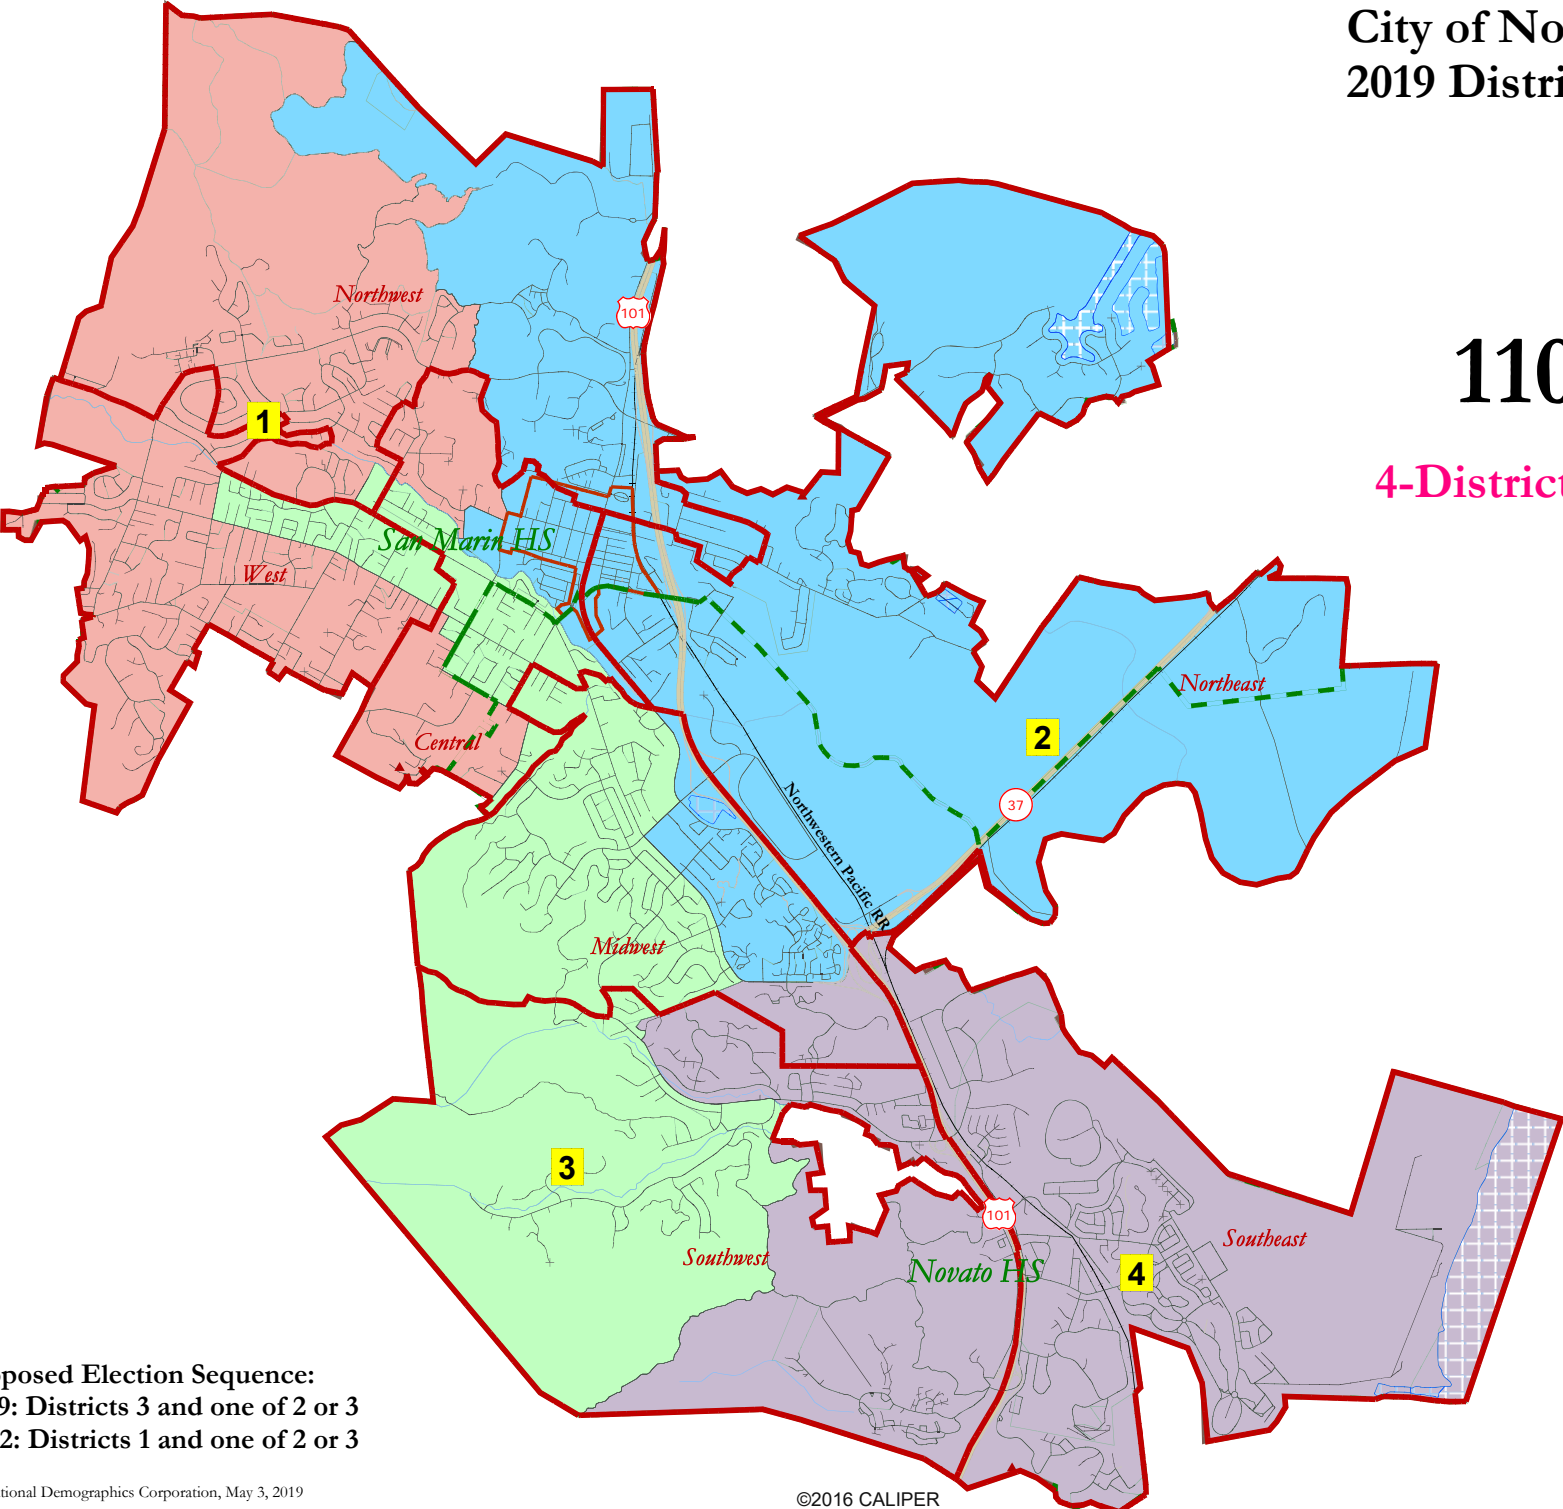 City of No
2019 Distri
110
4-District
Northwest
101
1
San Marin HS
West
Northeast
2
Central
37
Northwestern Pacific RR
Midwest
3
101
Southwest
Southeast
Novato HS
4
posed Election Sequence:
9: Districts 3 and one of 2 or 3
2: Districts 1 and one of 2 or 3
tional Demographics Corporation, May 3, 2019
©2016 CALIPER